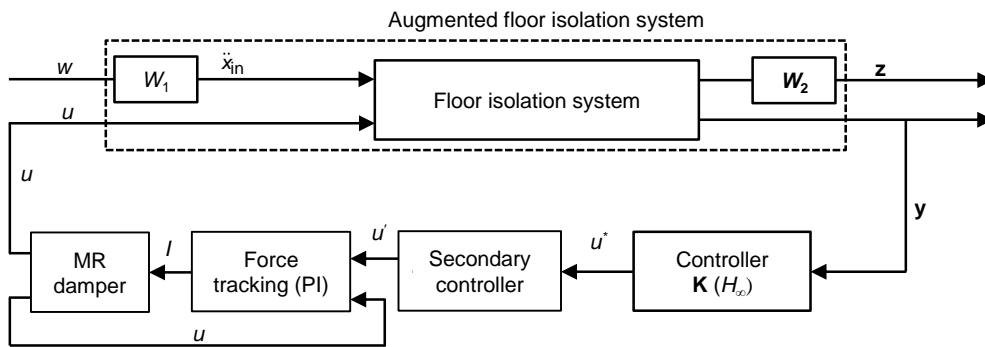 Augmented floor isolation system
w
W1
ẍin
Floor isolation system
W2
z
u
u
y
MR
damper
I
Force
tracking (PI)
u′
Secondary
controller
u*
Controller
K (H∞)
u